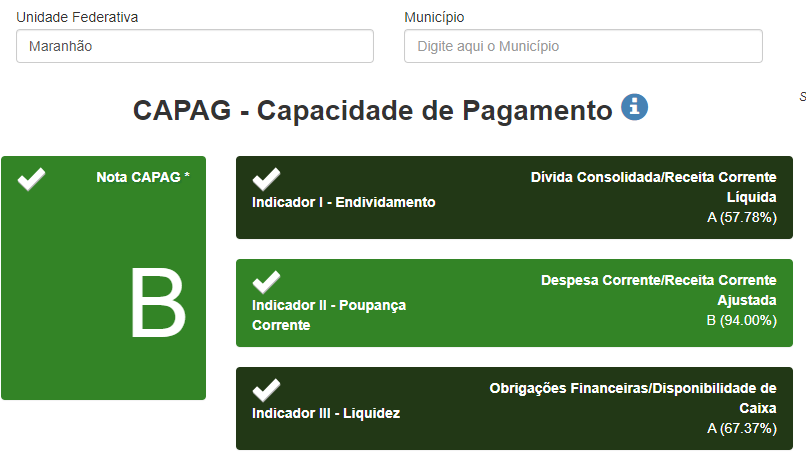 Unidade Federativa
Município
Maranhão
Digite aqui o Município
CAPAG - Capacidade de Pagamento
S
Nota CAPAG *
B
Indicador I - Endividamento
Dívida Consolidada/Receita Corrente
Líquida
A (57.78%)
Indicador II - Poupança
Corrente
Despesa Corrente/Receita Corrente
Ajustada
B (94.00%)
Indicador III - Liquidez
Obrigações Financeiras/Disponibilidade de
Caixa
A (67.37%)